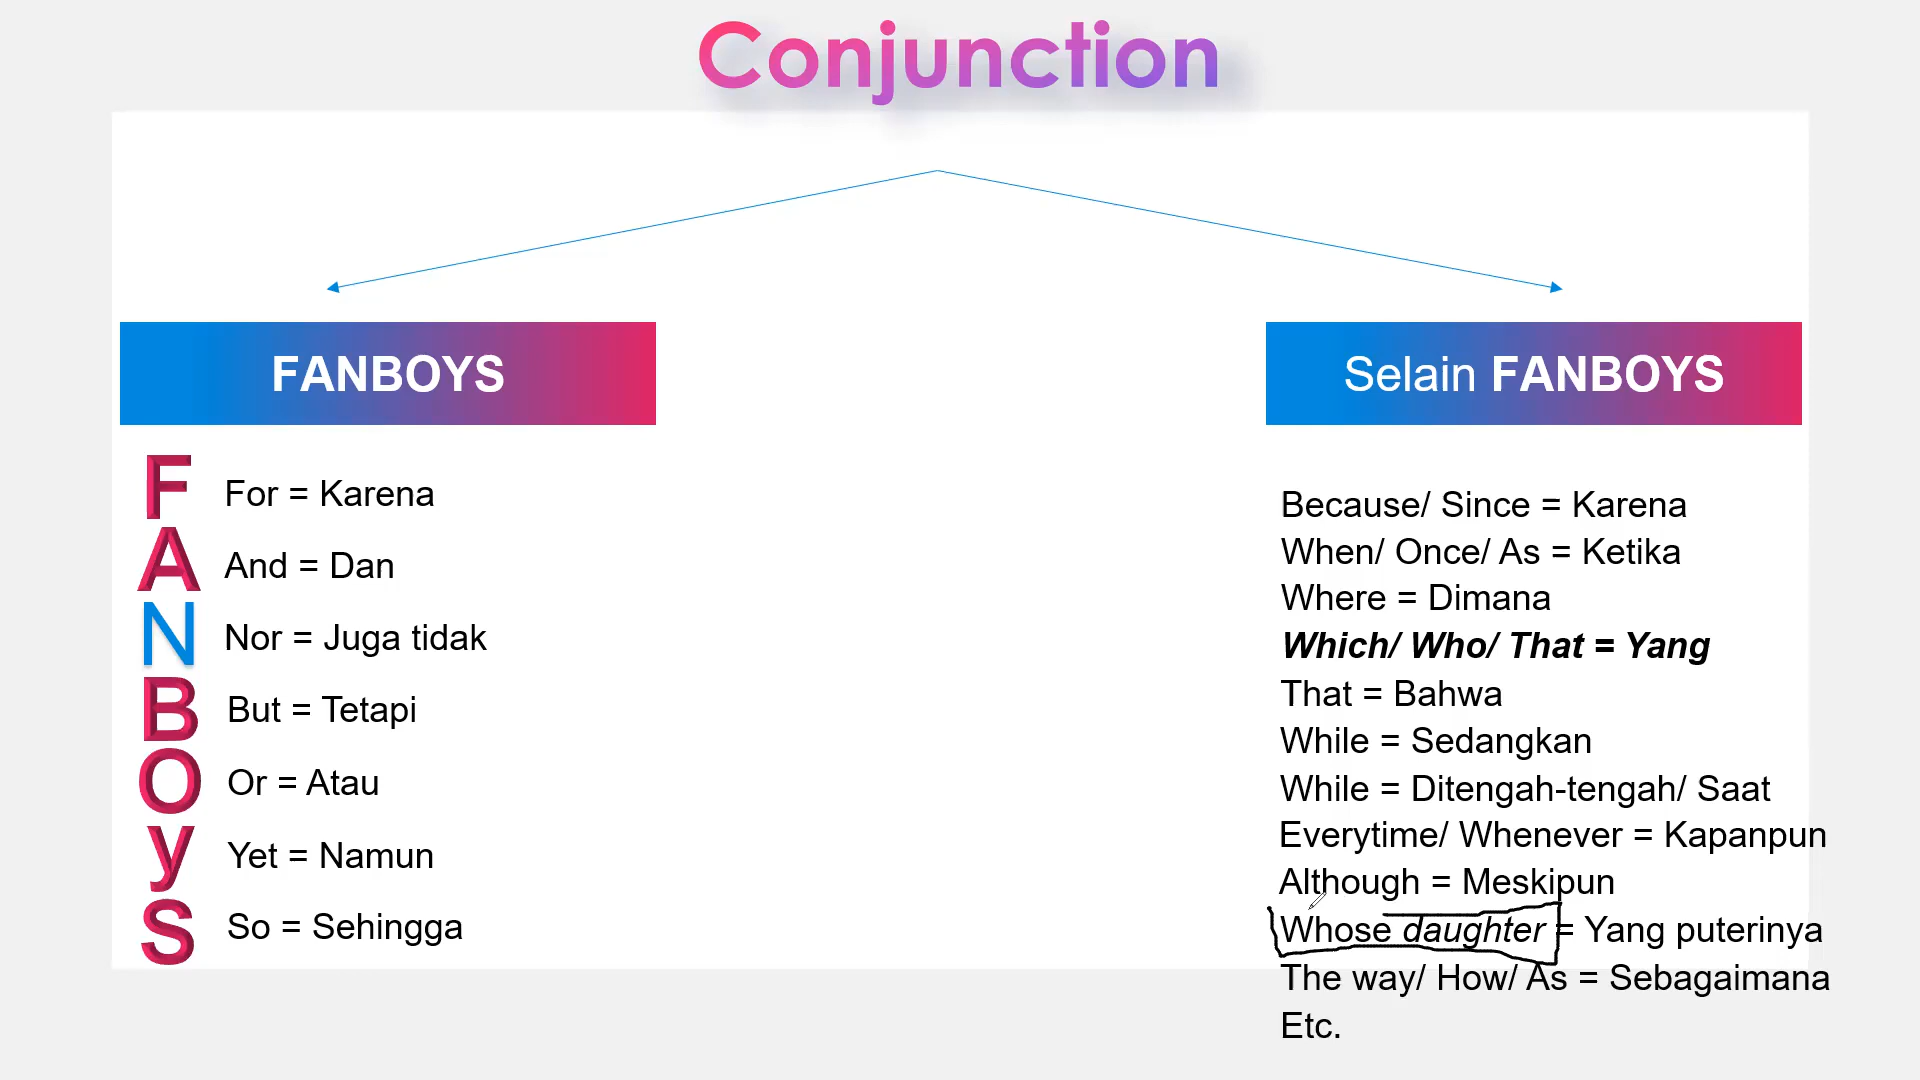 Conjunction
FANBOYS
F For = Karena
A And = Dan
N Nor = Juga tidak
B But = Tetapi
O Or = Atau
y Yet = Namun
S So = Sehingga
Selain FANBOYS
Because/ Since = Karena
When/ Once/ As = Ketika
Where = Dimana
Which/ Who/ That = Yang
That = Bahwa
While = Sedangkan
While = Ditengah-tengah/ Saat
Everytime/ Whenever = Kapanpun
Although = Meskipun
Whose daughter = Yang puterinya
The way/ How/ As = Sebagaimana
Etc.